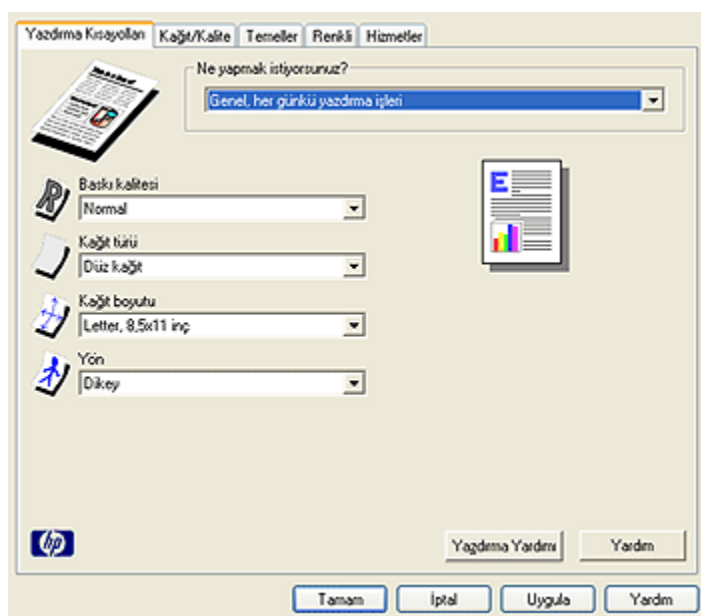 Yazdırma Kısayolları Kağıt/Kalite Temeller Renkli Hizmetler
Ne yapmak istiyorsunuz?
Genel, her günkü yazdırma işleri
Baskı kalitesi
Normal
Kağıt türü
Düz kağıt
Kağıt boyutu
Letter, 8,5x11 inç
Yön
Dikey
E
hp
Yazdırma Yardımı Yardım
Tamam İptal Uygula Yardım